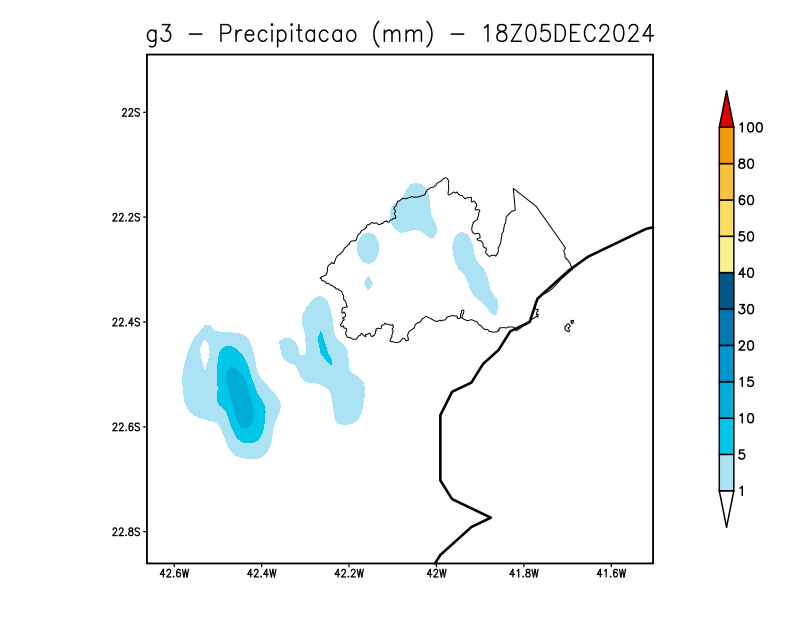 g3 − Precipitacao (mm) − 18Z05DEC2024
22S
22.2S
22.4S
22.6S
22.8S
42.6W
42.4W
42.2W
42W
41.8W
41.6W
100
80
60
50
40
30
20
15
10
5
1